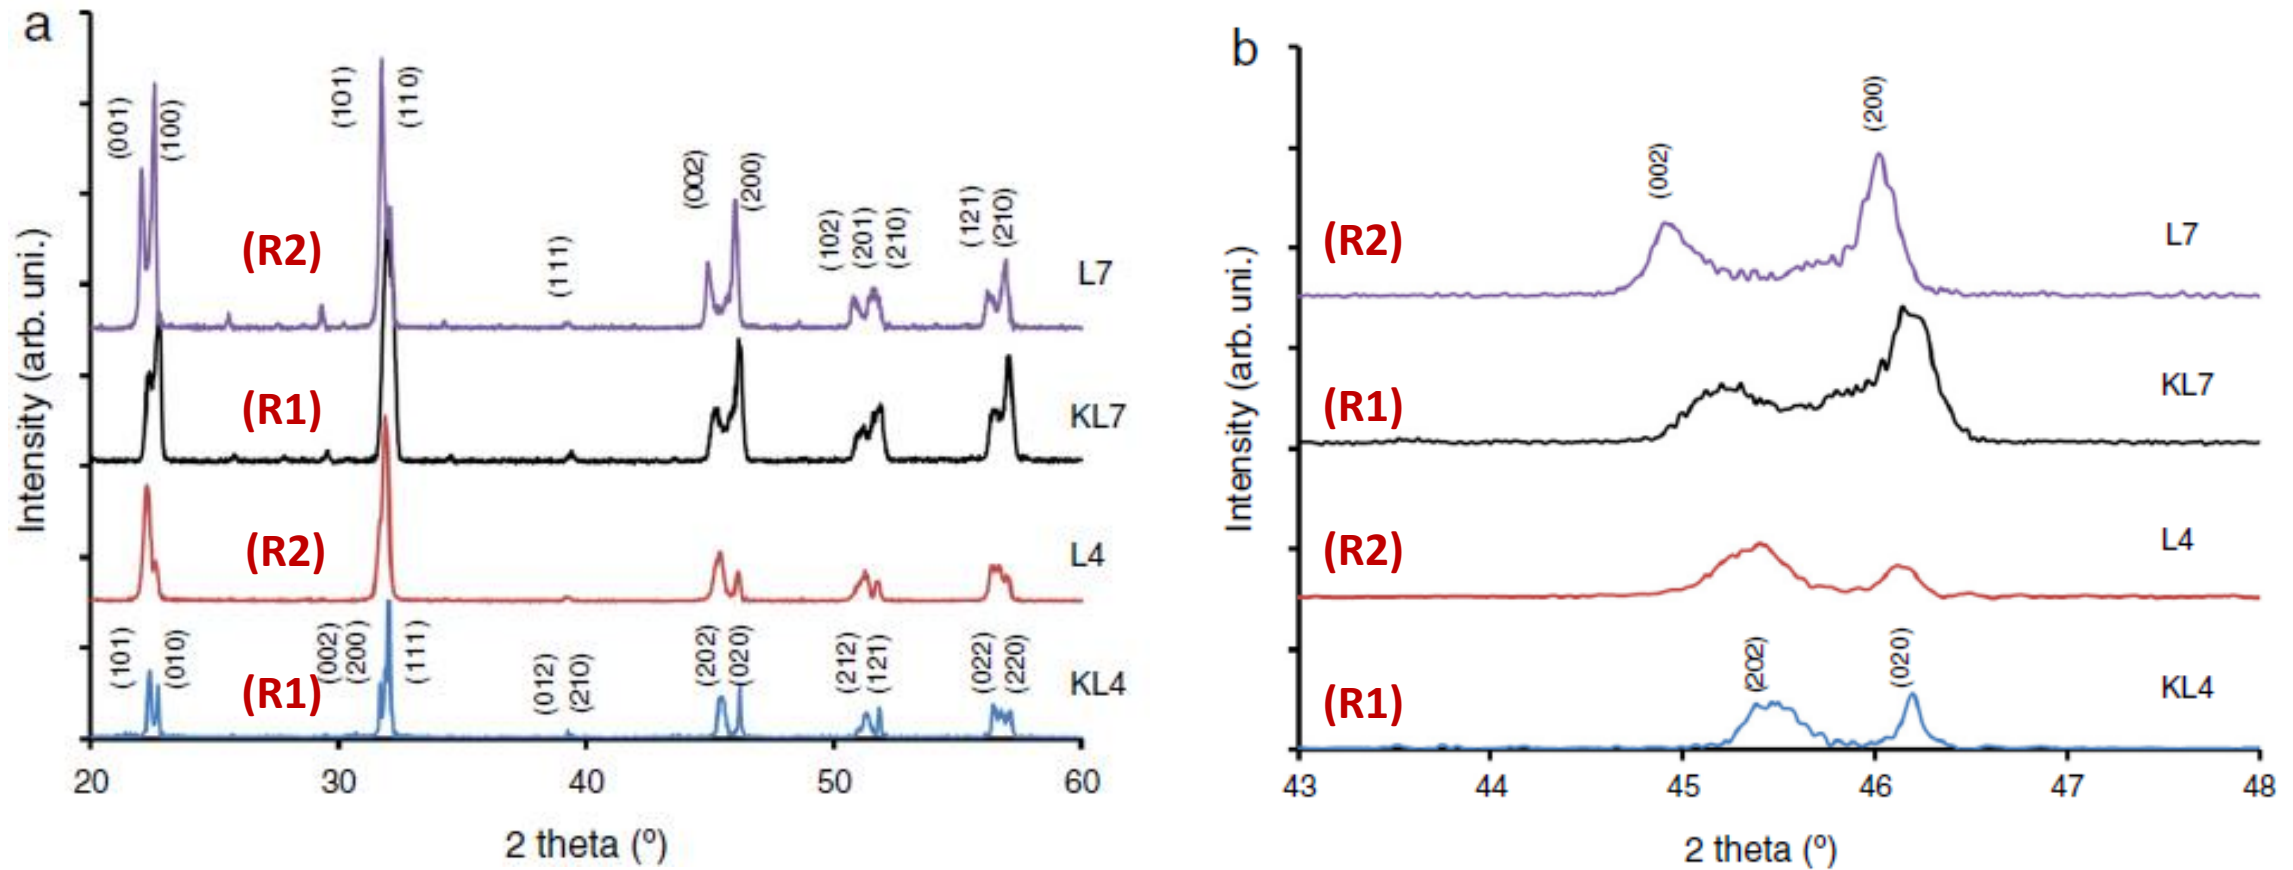 a
Intensity (arb. uni.)
(001)
(100)
(101)
(110)
(111)
(002)
(200)
(102)
(201)
(210)
(121)
(210)
(R2)
L7
(R1)
KL7
(R2)
L4
(101)
(010)
(R1)
(002)
(200)
(111)
(012)
(210)
(202)
(020)
(212)
(121)
(022)
(220)
KL4
20 30 40 50 60
2 theta (º)
b
Intensity (arb. uni.)
(002)
(200)
(R2)
L7
(R1)
KL7
(R2)
L4
(202)
(020)
(R1)
KL4
43 44 45 46 47 48
2 theta (º)